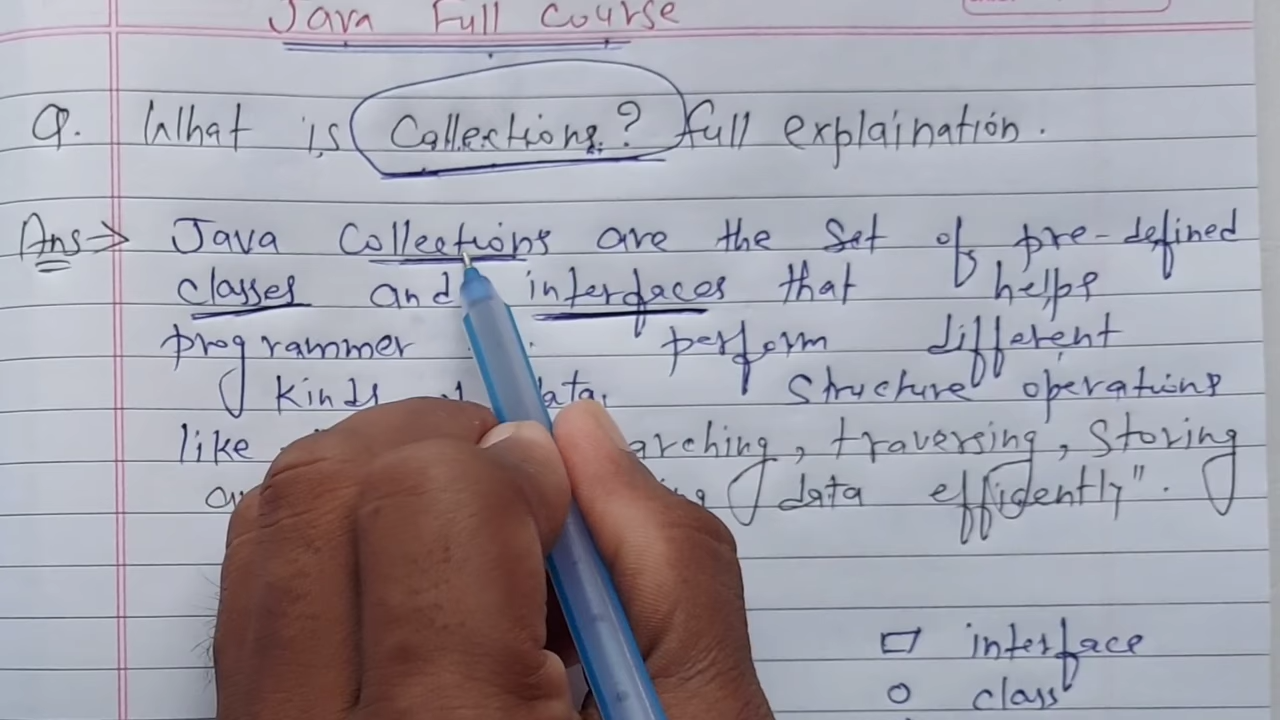 Java Full Course
Q. What is Collections? full explaination.
Ans⇒ Java Collections are the set of pre-defined
classes and interfaces that helps
programmer perform different
kinds data structure operations
like arching, traversing, storing
data efficiently".
▭ interface
○ class